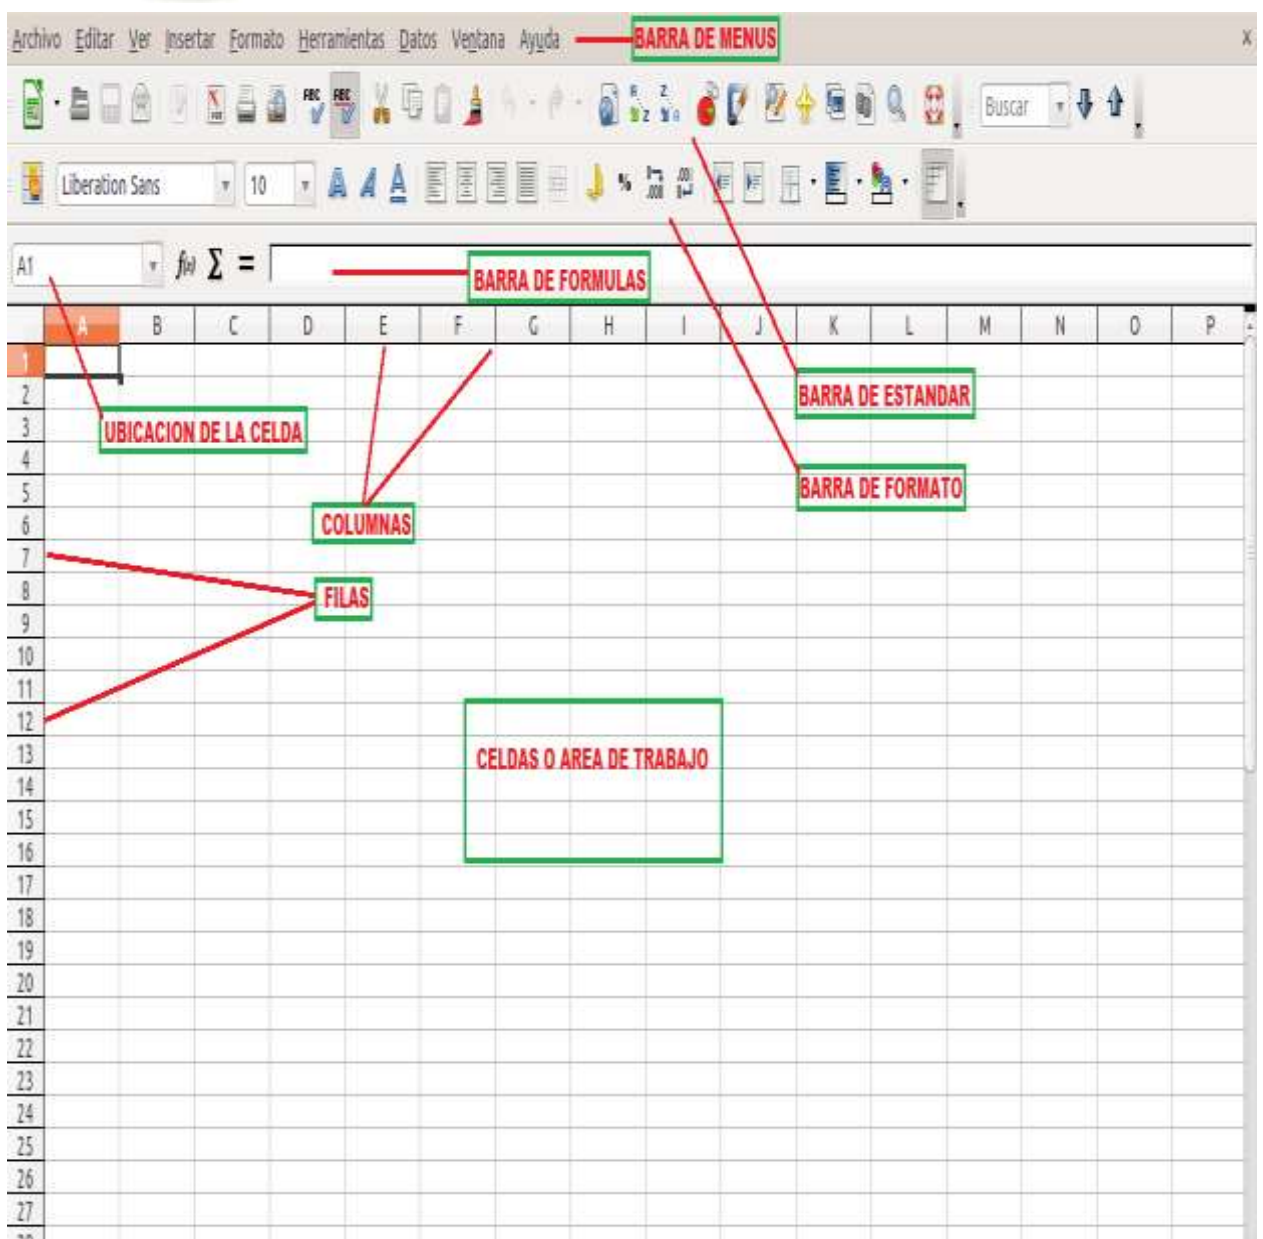 Archivo Editar Ver Insertar Formato Herramientas Datos Ventana Ayuda BARRA DE MENUS X
ABC ABC Buscar
Liberation Sans 10 %
A1 f(x) Σ = BARRA DE FORMULAS
A B C D E F G H I J K L M N O P
1
2 BARRA DE ESTANDAR
3 UBICACION DE LA CELDA
4
5 BARRA DE FORMATO
6 COLUMNAS
7
8 FILAS
9
10
11
12
13 CELDAS O AREA DE TRABAJO
14
15
16
17
18
19
20
21
22
23
24
25
26
27